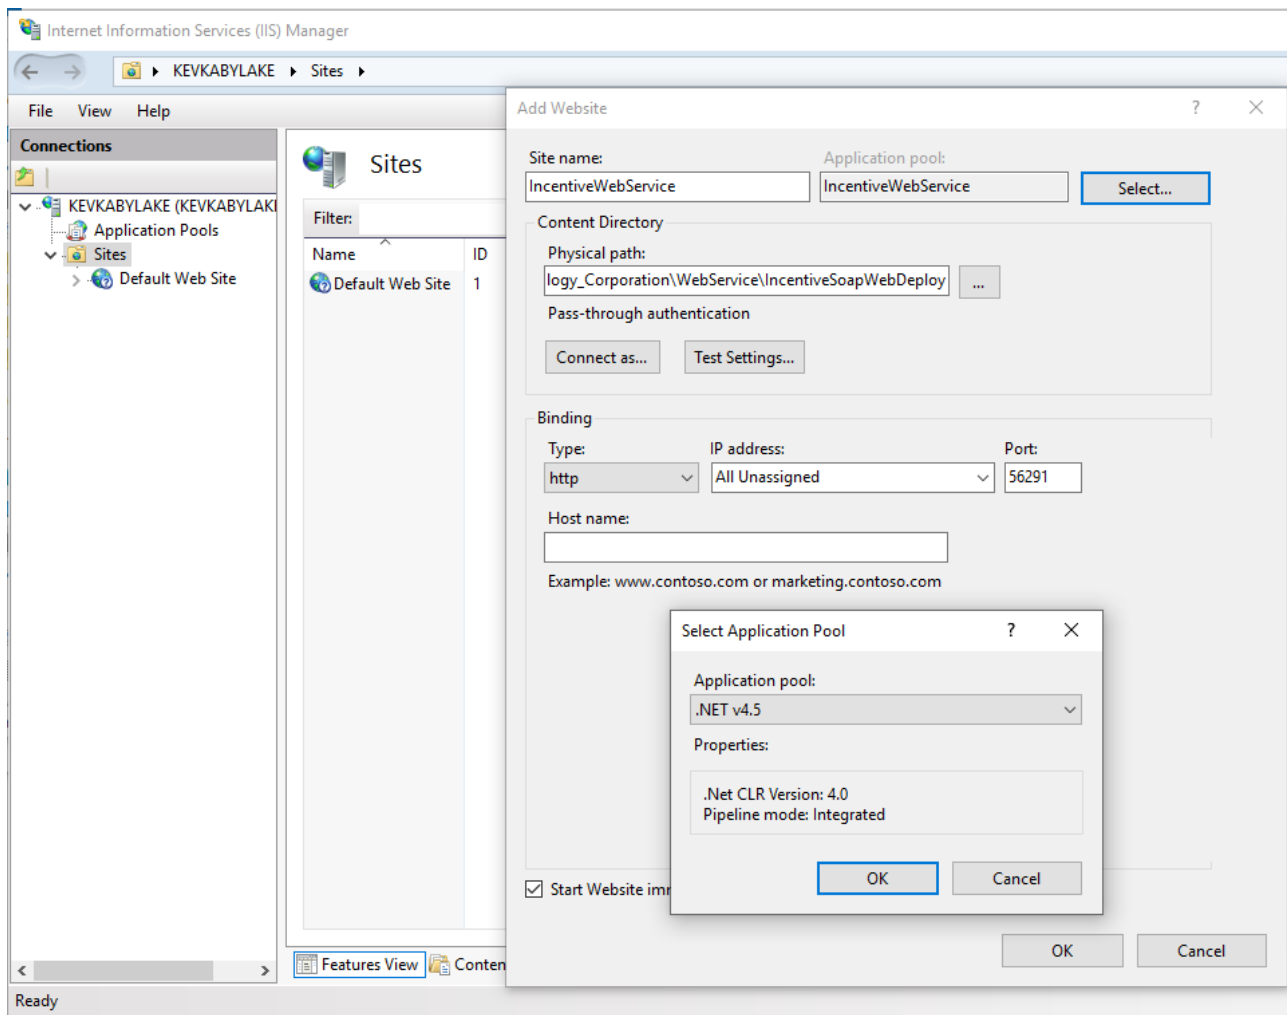 Internet Information Services (IIS) Manager
KEVKABYLAKE Sites
File View Help
Connections
KEVKABYLAKE (KEVKABYLAKI
Application Pools
Sites
Default Web Site
Sites
Filter:
Name ID
Default Web Site 1
Features View Conten
Ready
Add Website ?
Site name: Application pool:
IncentiveWebService IncentiveWebService Select...
Content Directory
Physical path:
logy_Corporation\WebService\IncentiveSoapWebDeploy ...
Pass-through authentication
Connect as... Test Settings...
Binding
Type: IP address: Port:
http All Unassigned 56291
Host name:
Example: www.contoso.com or marketing.contoso.com
Start Website imr
OK Cancel
Select Application Pool ?
Application pool:
.NET v4.5
Properties:
.Net CLR Version: 4.0
Pipeline mode: Integrated
OK Cancel